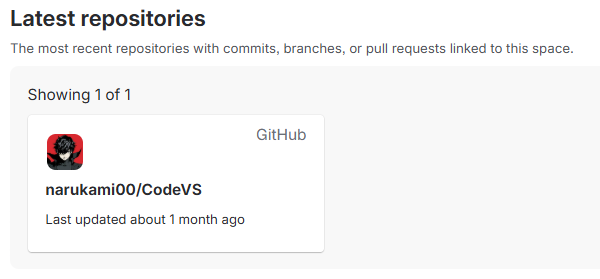 Latest repositories
The most recent repositories with commits, branches, or pull requests linked to this space.
Showing 1 of 1
GitHub
narukami00/CodeVS
Last updated about 1 month ago